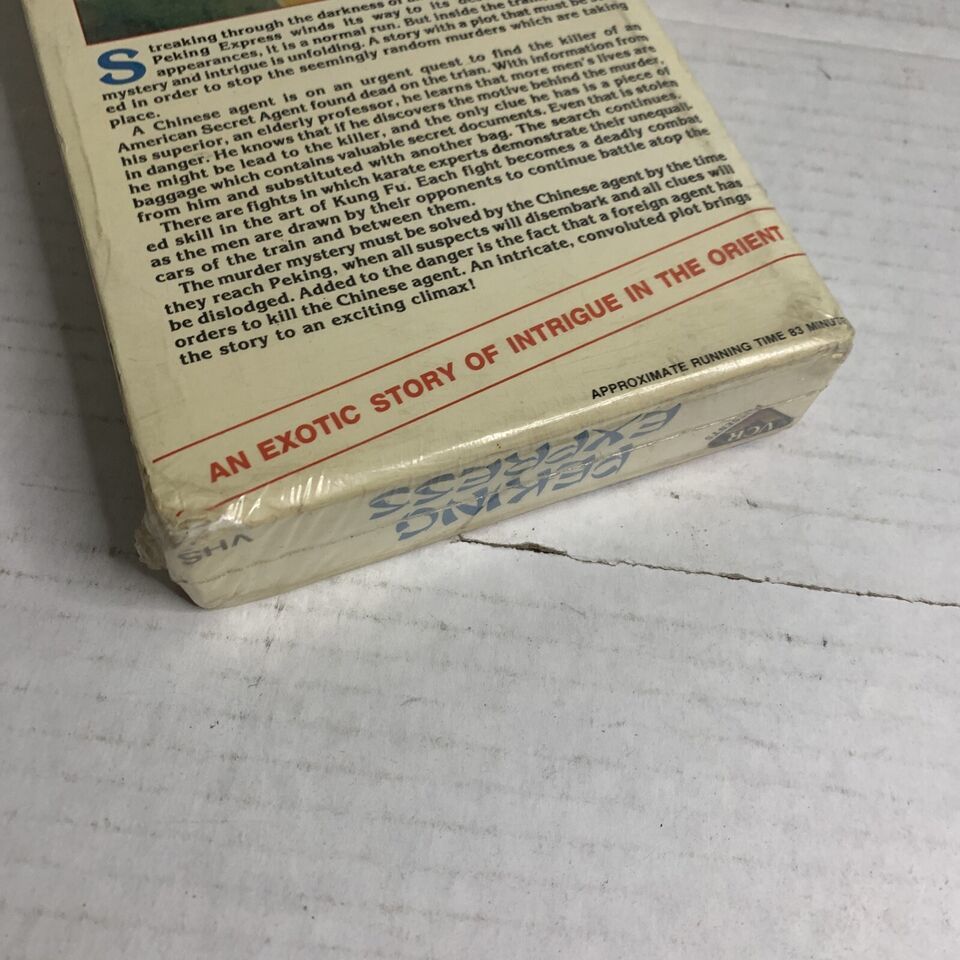 Streaking through the darkness of
Peking Express winds its way to its
appearances, it is a normal run. But inside the
mystery and intrigue is unfolding. A story with a plot that must be
ed in order to stop the seemingly random murders which are taking
place.
A Chinese agent is on an urgent quest to find the killer of an
American Secret Agent found dead on the trian. With information from
his superior, an elderly professor, he learns that more men's lives are
in danger. He knows that if he discovers the motive behind the murder,
he might be lead to the killer, and the only clue he has is a piece of
baggage which contains valuable secret documents. Even that is stolen
from him and substituted with another bag. The search continues.
There are fights in which karate experts demonstrate their unequall-
ed skill in the art of Kung Fu. Each fight becomes a deadly combat
as the men are drawn by their opponents to continue battle atop the
cars of the train and between them.
The murder mystery must be solved by the Chinese agent by the time
they reach Peking, when all suspects will disembark and all clues will
be dislodged. Added to the danger is the fact that a foreign agent has
orders to kill the Chinese agent. An intricate, convoluted plot brings
the story to an exciting climax!
AN EXOTIC STORY OF INTRIGUE IN THE ORIENT
APPROXIMATE RUNNING TIME 83 MINUT
VHS
PEKING
EXPRESS
VCR